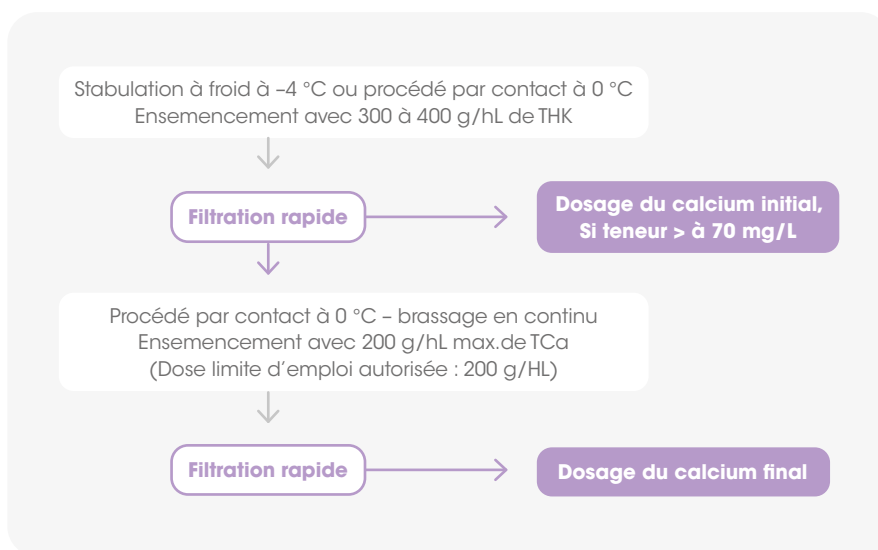 Stabulation à froid à –4 °C ou procédé par contact à 0 °C
Ensemencement avec 300 à 400 g/hL de THK
Filtration rapide
Dosage du calcium initial,
Si teneur > à 70 mg/L
Procédé par contact à 0 °C – brassage en continu
Ensemencement avec 200 g/hL max.de TCa
(Dose limite d’emploi autorisée : 200 g/HL)
Filtration rapide
Dosage du calcium final